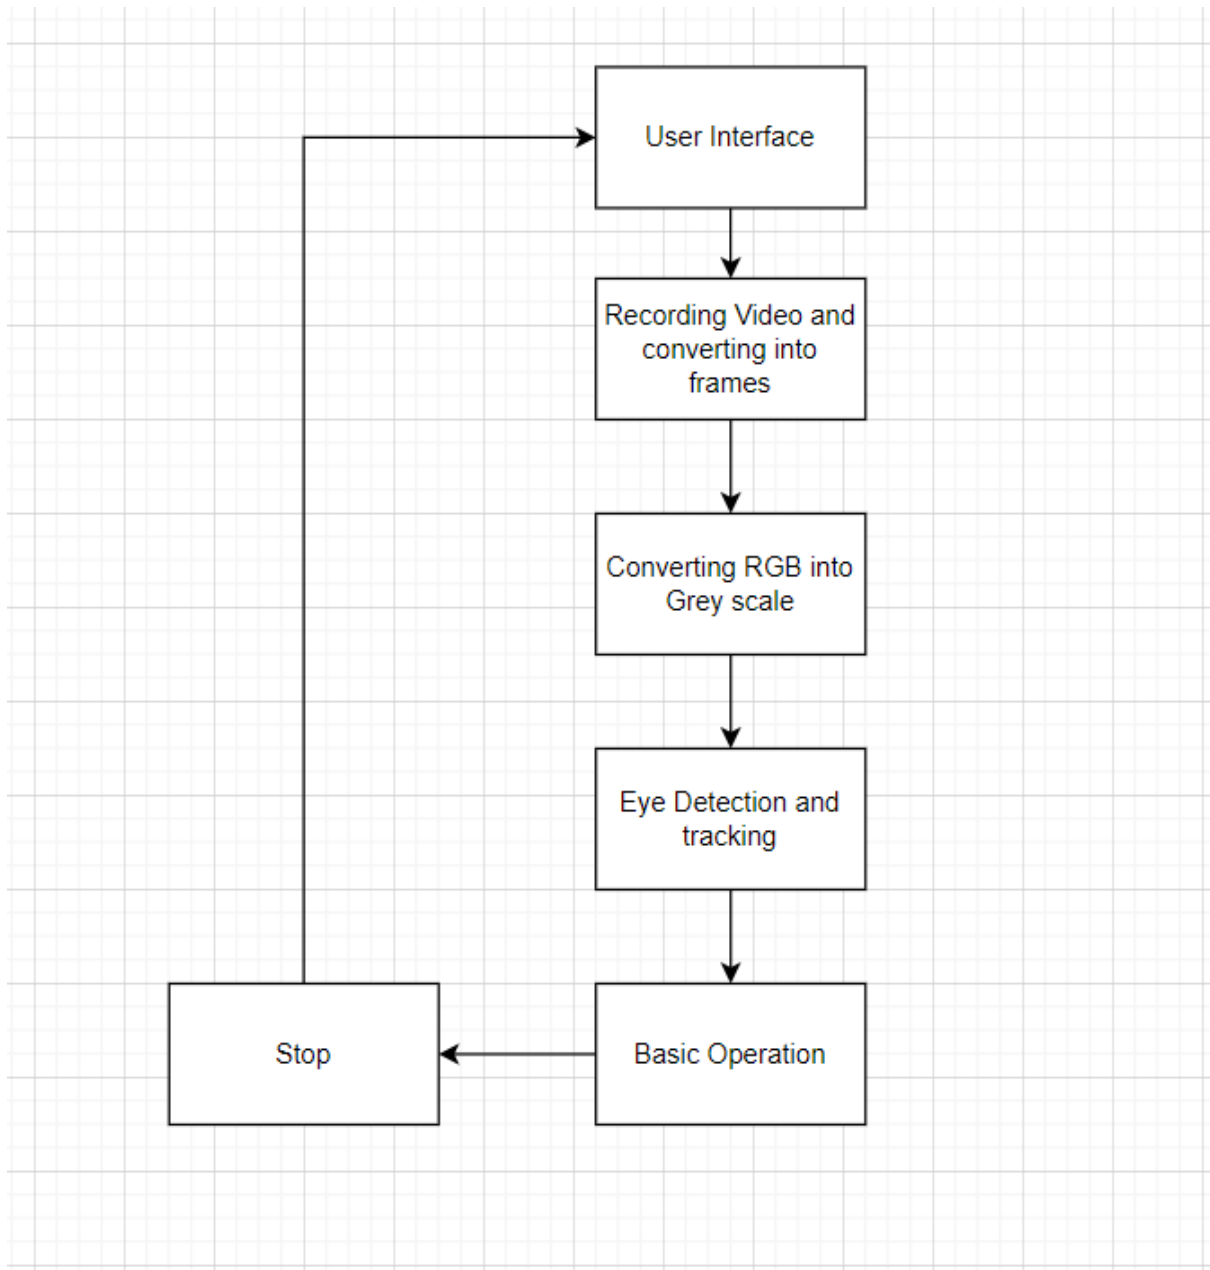 User Interface
Recording Video and
converting into
frames
Converting RGB into
Grey scale
Eye Detection and
tracking
Basic Operation
Stop